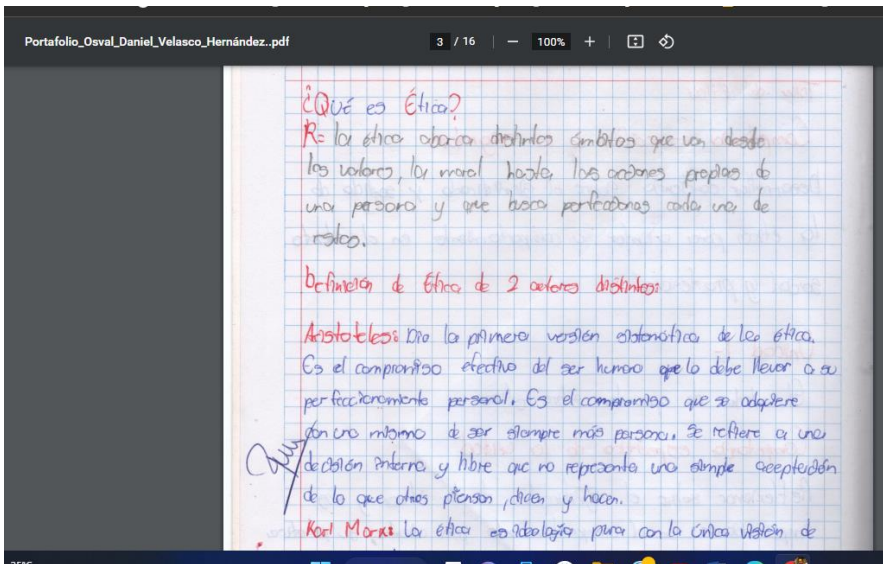 Portafolio_Osval_Daniel_Velasco_Hernández..pdf
3 / 16 | — 100% + |
¿Qué es Ética?
R= la ética abarca distintos ámbitos que van desde
los valores, la moral hasta las acciones propias de
una persona y que busca perfeccionas cada una de
estos.
Definición de Ética de 2 autores distintos:
Aristoteles: Dio la primera versión sistemática de la ética.
Es el compromiso efectivo del ser humano que lo debe llevar a su
perfeccionamiento personal. Es el compromiso que se adquiere
con uno mismo de ser siempre más persona. Se refiere a una
decisión interna y libre que no representa una simple aceptación
de lo que otros piensan, dicen y hacen.
Karl Marx: La ética es ideología pura con la única visión de